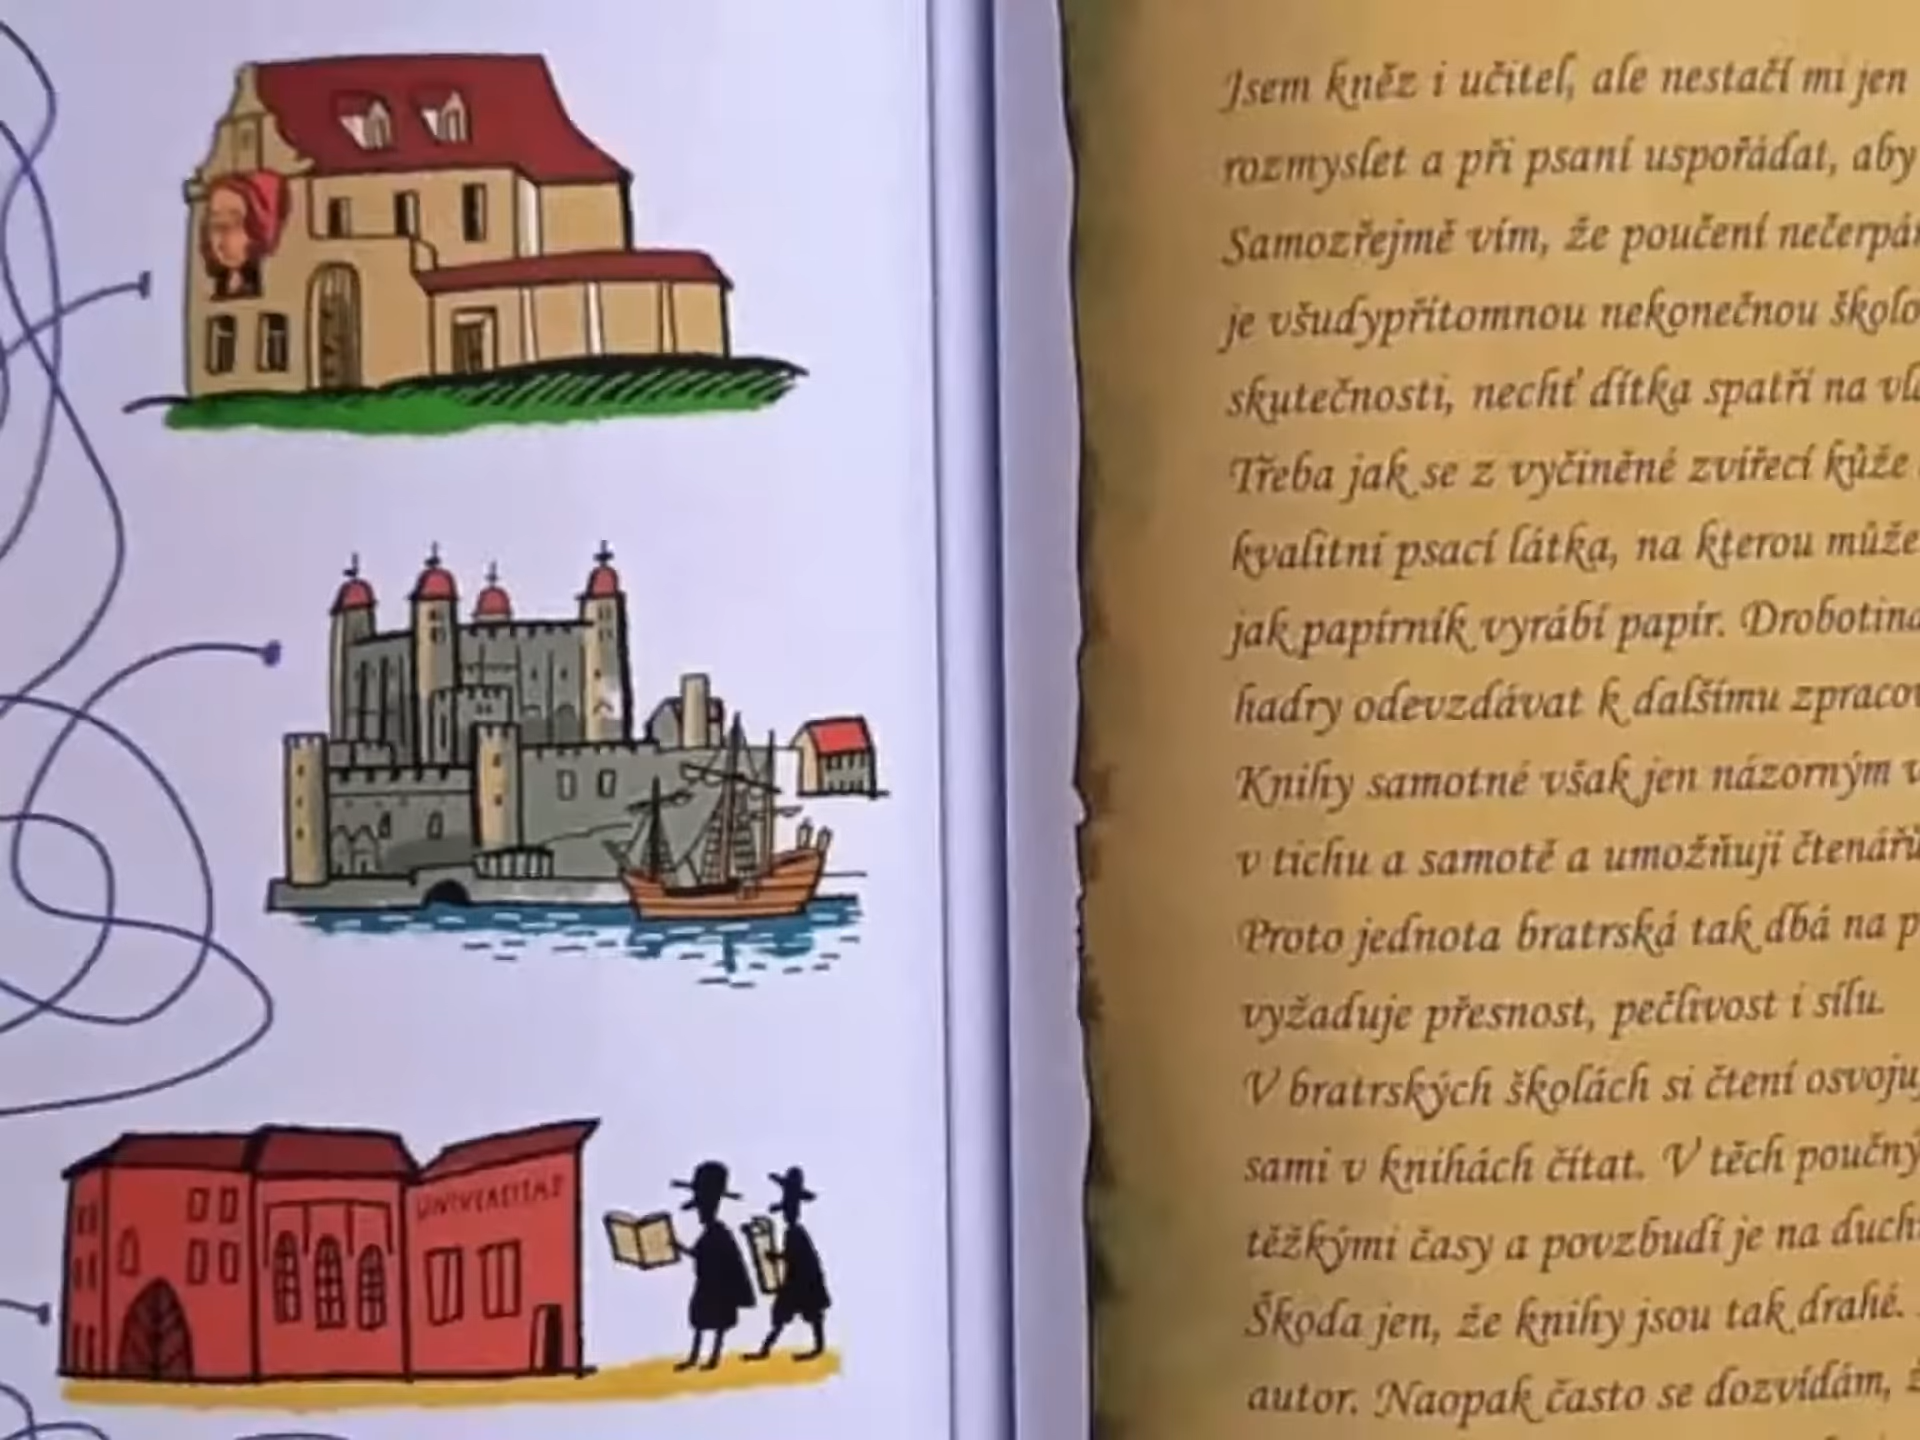 UNIVERSITAS
Jsem kněz i učitel, ale nestačí mi jen
rozmyslet a při psaní uspořádat, aby
Samozřejmě vím, že poučení nečerpá
je všudypřítomnou nekonečnou školo
skutečnosti, nechť dítka spatří na vl
Třeba jak se z vyčiněné zvířecí kůže
kvalitní psací látka, na kterou může
jak papírník vyrábí papír. Drobotina
hadry odevzdávat k dalšímu zpracov
Knihy samotné však jen názorným v
v tichu a samotě a umožňují čtenářů
Proto jednota bratrská tak dbá na p
vyžaduje přesnost, pečlivost i sílu.
V bratrských školách si čtení osvoju
sami v knihách čítat. V těch poučný
těžkými časy a povzbudí je na duch
Škoda jen, že knihy jsou tak drahé.
autor. Naopak často se dozvídám, ž